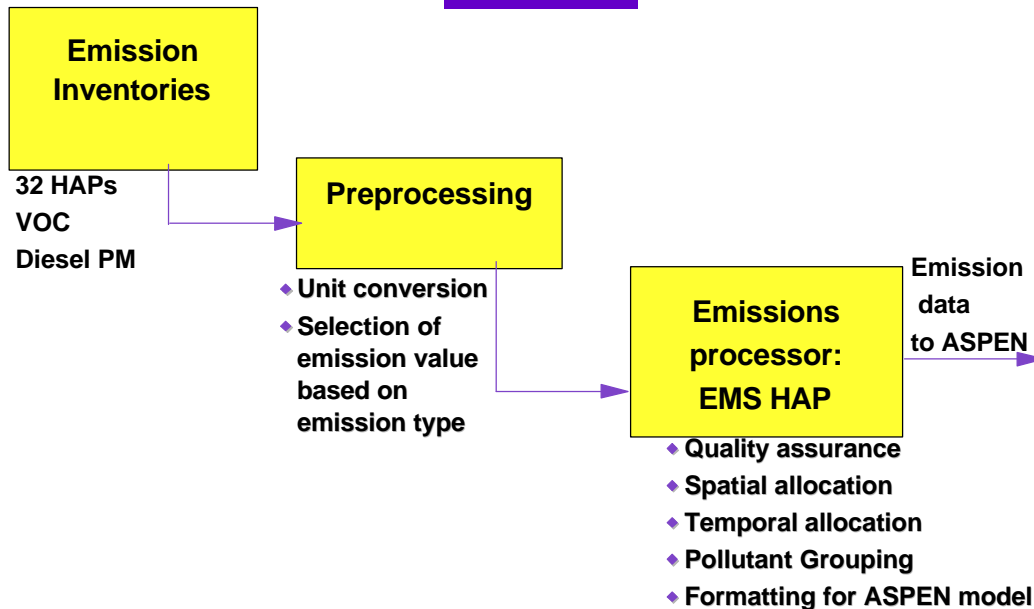 Emission
Inventories
32 HAPs
VOC
Diesel PM
Preprocessing
Unit conversion
Selection of
emission value
based on
emission type
Emissions
processor:
EMS HAP
Quality assurance
Spatial allocation
Temporal allocation
Pollutant Grouping
Formatting for ASPEN model
Emission
data
to ASPEN